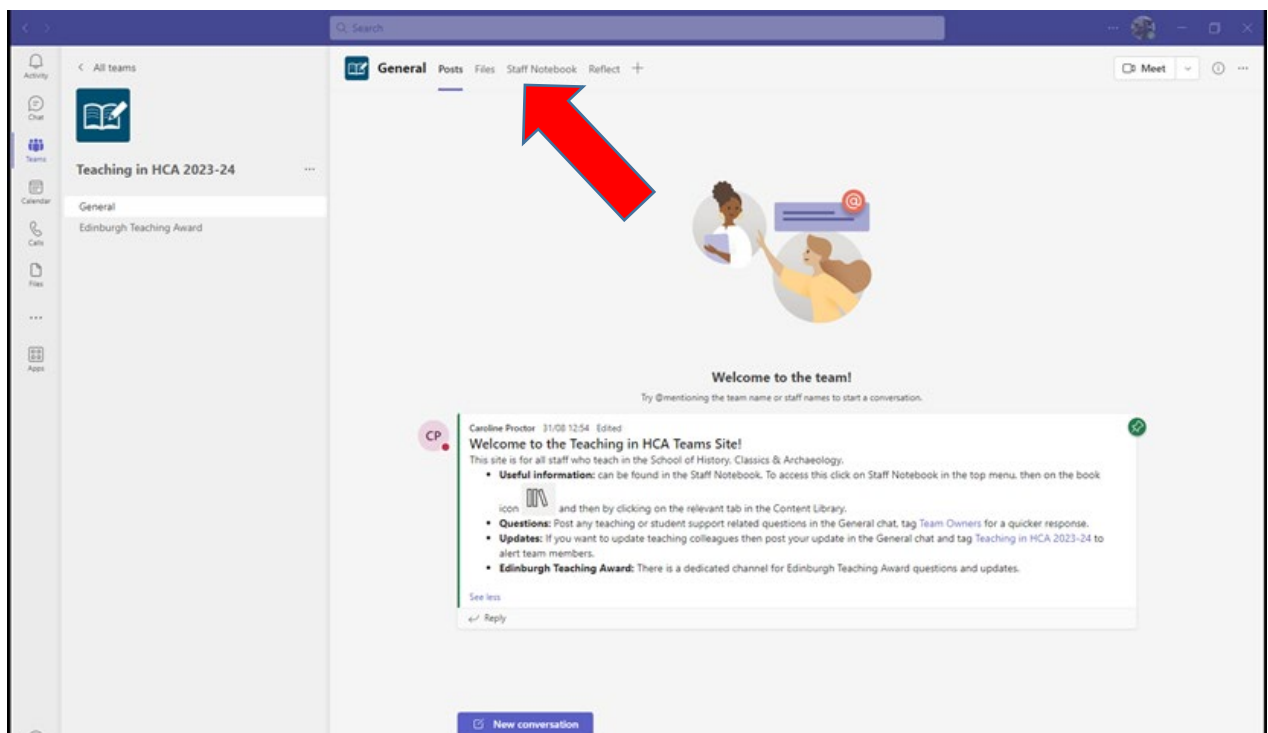 Search
Activity
Chat
Teams
Calendar
Calls
Files
Apps
All teams
Teaching in HCA 2023-24
General
Edinburgh Teaching Award
General Posts Files Staff Notebook Reflect
Meet
@
Welcome to the team!
Try @mentioning the team name or staff names to start a conversation.
CP
Caroline Proctor 31/08 12:54 Edited
Welcome to the Teaching in HCA Teams Site!
This site is for all staff who teach in the School of History, Classics & Archaeology.
• Useful information: can be found in the Staff Notebook. To access this click on Staff Notebook in the top menu, then on the book
icon and then by clicking on the relevant tab in the Content Library.
• Questions: Post any teaching or student support related questions in the General chat, tag Team Owners for a quicker response.
• Updates: If you want to update teaching colleagues then post your update in the General chat and tag Teaching in HCA 2023-24 to
alert team members.
• Edinburgh Teaching Award: There is a dedicated channel for Edinburgh Teaching Award questions and updates.
See less
Reply
New conversation